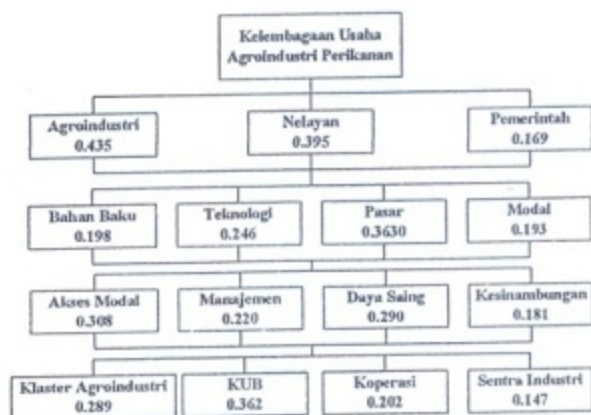 Kelembagaan Usaha
Agroindustri Perikanan
Agroindustri
0.435
Nelayan
0.395
Pemerintah
0.169
Bahan Baku
0.198
Teknologi
0.246
Pasar
0.3630
Modal
0.193
Akses Modal
0.308
Manajemen
0.220
Daya Saing
0.290
Kesinambungan
0.181
Klaster Agroindustri
0.289
KUB
0.362
Koperasi
0.202
Sentra Industri
0.147